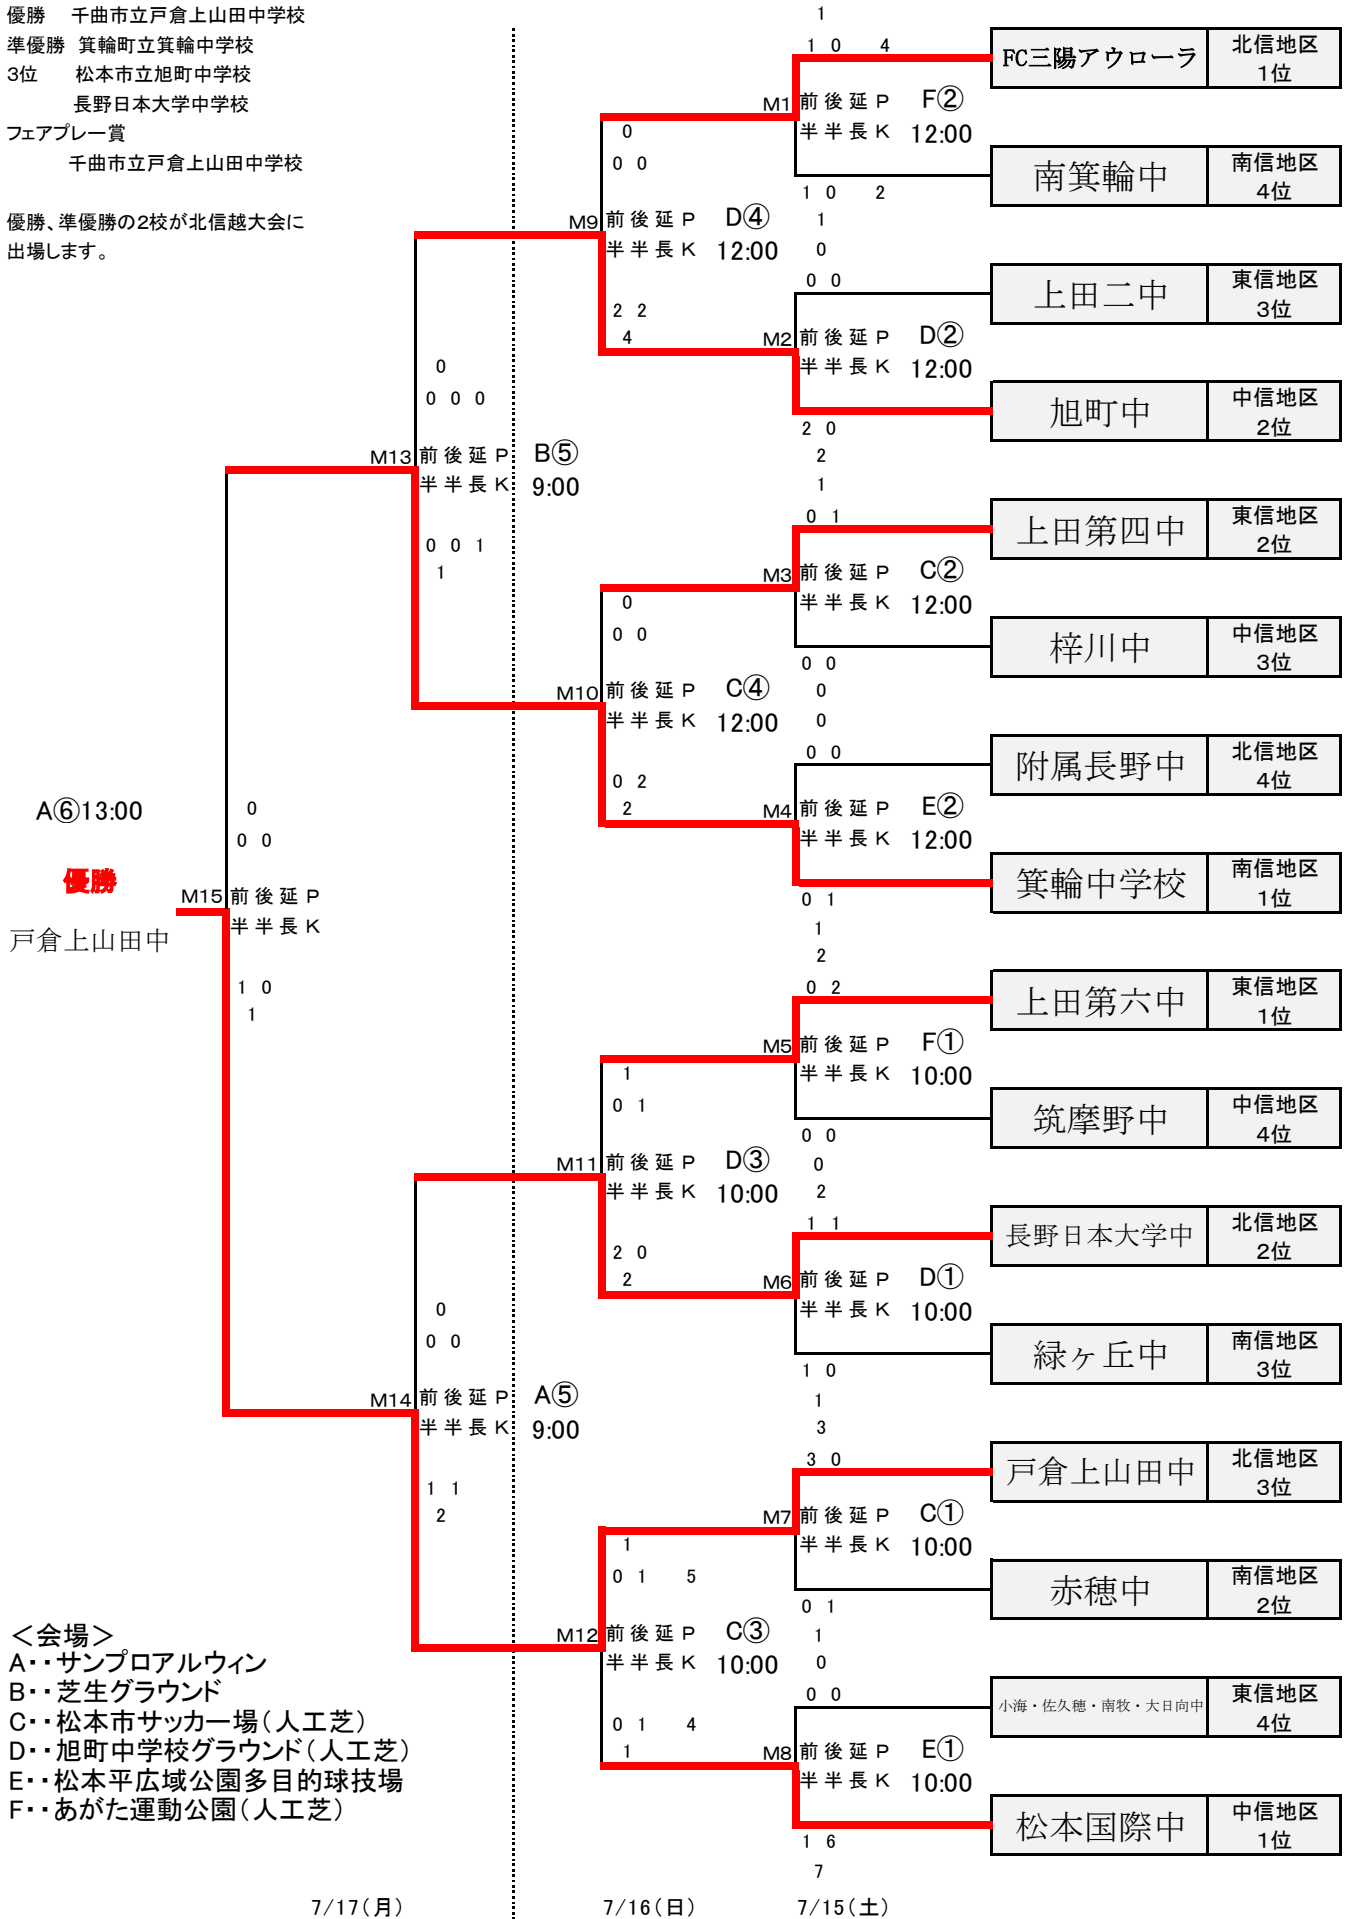 優勝 千曲市立戸倉上山田中学校
準優勝 箕輪町立箕輪中学校
3位 松本市立旭町中学校
長野日本大学中学校
フェアプレー賞
千曲市立戸倉上山田中学校
優勝、準優勝の2校が北信越大会に
出場します。
1
1 0 4
FC三陽アウローラ 北信地区 1位
M1 前後延P F② 
半半長K 12:00
南箕輪中 南信地区 4位
1 0 2
1
0
0 0
M9 前後延P D④
半半長K 12:00
2 2
4
0
0 0
上田二中 東信地区 3位
M2 前後延P D②
半半長K 12:00
旭町中 中信地区 2位
2 0
2
0
0 0 0
M13 前後延P B⑤
半半長K 9:00
0 0 1
1
1
0 1
上田第四中 東信地区 2位
M3 前後延P C②
半半長K 12:00
梓川中 中信地区 3位
0 0
0
0
0 0
M10 前後延P C④
半半長K 12:00
0 2
2
0
0 0
附属長野中 北信地区 4位
M4 前後延P E②
半半長K 12:00
箕輪中学校 南信地区 1位
0 1
1
A⑥13:00
優勝
戸倉上山田中
0
0 0
M15 前後延P
半半長K
1 0
1
2
0 2
上田第六中 東信地区 1位
M5 前後延P F①
半半長K 10:00
筑摩野中 中信地区 4位
0 0
0
1
0 1
M11 前後延P D③
半半長K 10:00
2 0
2
2
1 1
長野日本大学中 北信地区 2位
M6 前後延P D①
半半長K 10:00
緑ヶ丘中 南信地区 3位
1 0
1
0
0 0
M14 前後延P A⑤
半半長K 9:00
1 1
2
3
3 0
戸倉上山田中 北信地区 3位
M7 前後延P C①
半半長K 10:00
赤穂中 南信地区 2位
0 1
1
1
0 1 5
M12 前後延P C③
半半長K 10:00
0 1 4
1
0
0 0
小海・佐久穂・南牧・大日向中 東信地区 4位
M8 前後延P E①
半半長K 10:00
松本国際中 中信地区 1位
1 6
7
＜会場＞
A・・サンプロアルウィン
B・・芝生グラウンド
C・・松本市サッカー場（人工芝）
D・・旭町中学校グラウンド（人工芝）
E・・松本平広域公園多目的球技場
F・・あがた運動公園（人工芝）
7/17(月) 7/16(日) 7/15(土)